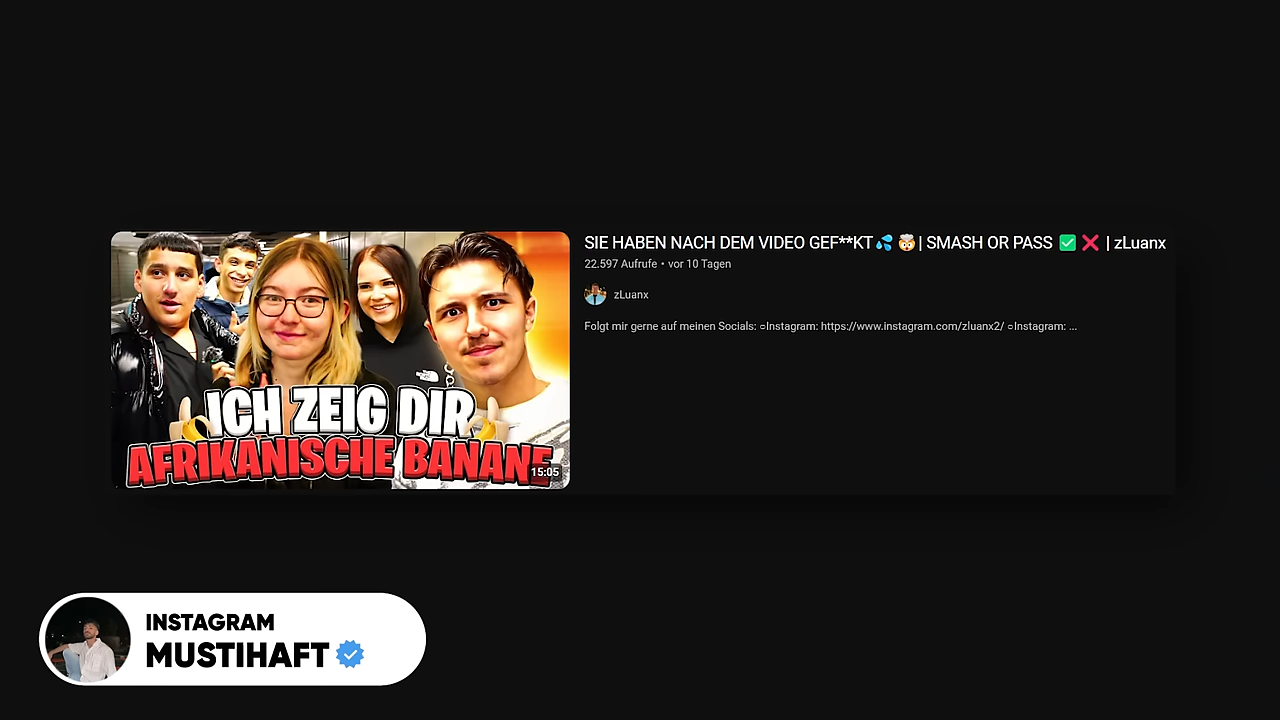 SIE HABEN NACH DEM VIDEO GEF**KT💦 🤯| SMASH OR PASS ✅ ❌ | zLuanx
22.597 Aufrufe • vor 10 Tagen
zLuanx
Folgt mir gerne auf meinen Socials: ○Instagram: https://www.instagram.com/zluanx2/ ○Instagram: ...
ICH ZEIG DIR
AFRIKANISCHE BANANE
15:05
INSTAGRAM
MUSTIHAFT